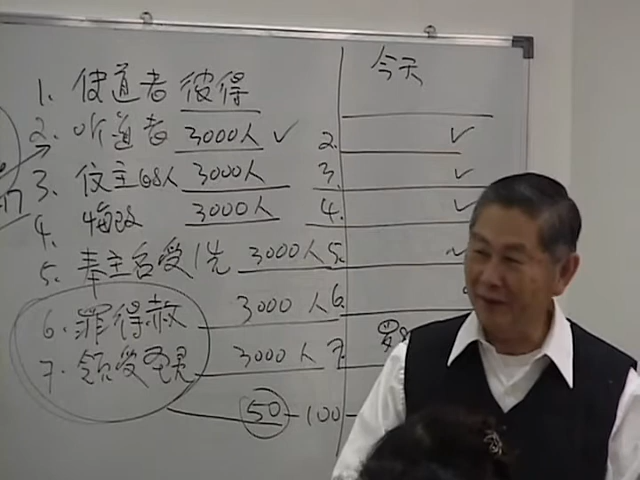 今天
1. 使道者 彼得
2. 听道者 3000人 ✓ 2. ✓
3. 信主的人 3000人 3. ✓
4. 悔改 3000人 4. ✓
5. 奉主名受洗 3000人 5.
6. 罪得赦 3000人 6.
7. 领受圣灵 3000人 7.
50 - 100